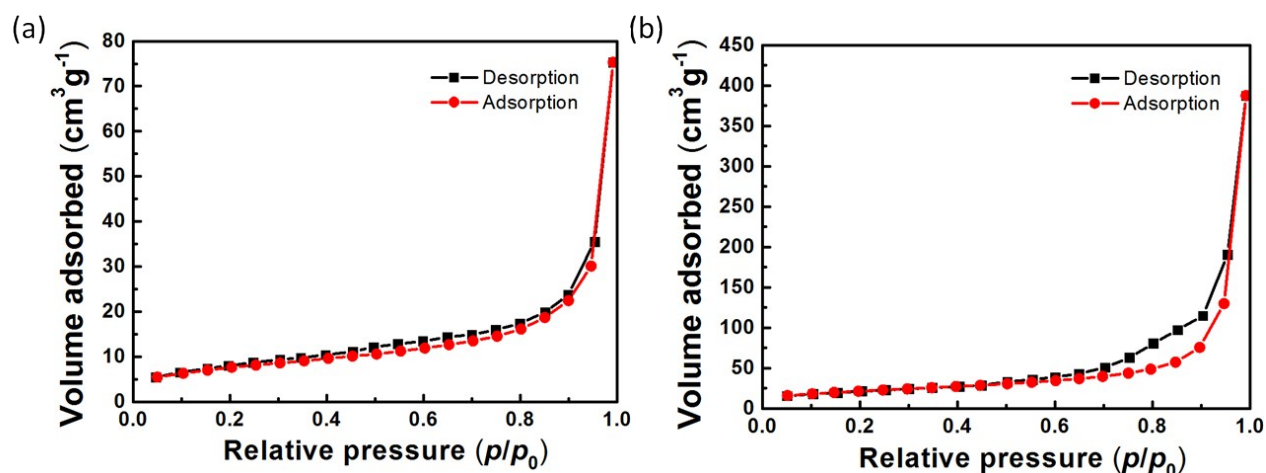 (a)
Volume adsorbed (cm³g⁻¹)
80
70
60
50
40
30
20
10
0
Desorption
Adsorption
0.0 0.2 0.4 0.6 0.8 1.0
Relative pressure (p/p₀)
(b)
Volume adsorbed (cm³g⁻¹)
450
400
350
300
250
200
150
100
50
0
Desorption
Adsorption
0.0 0.2 0.4 0.6 0.8 1.0
Relative pressure (p/p₀)